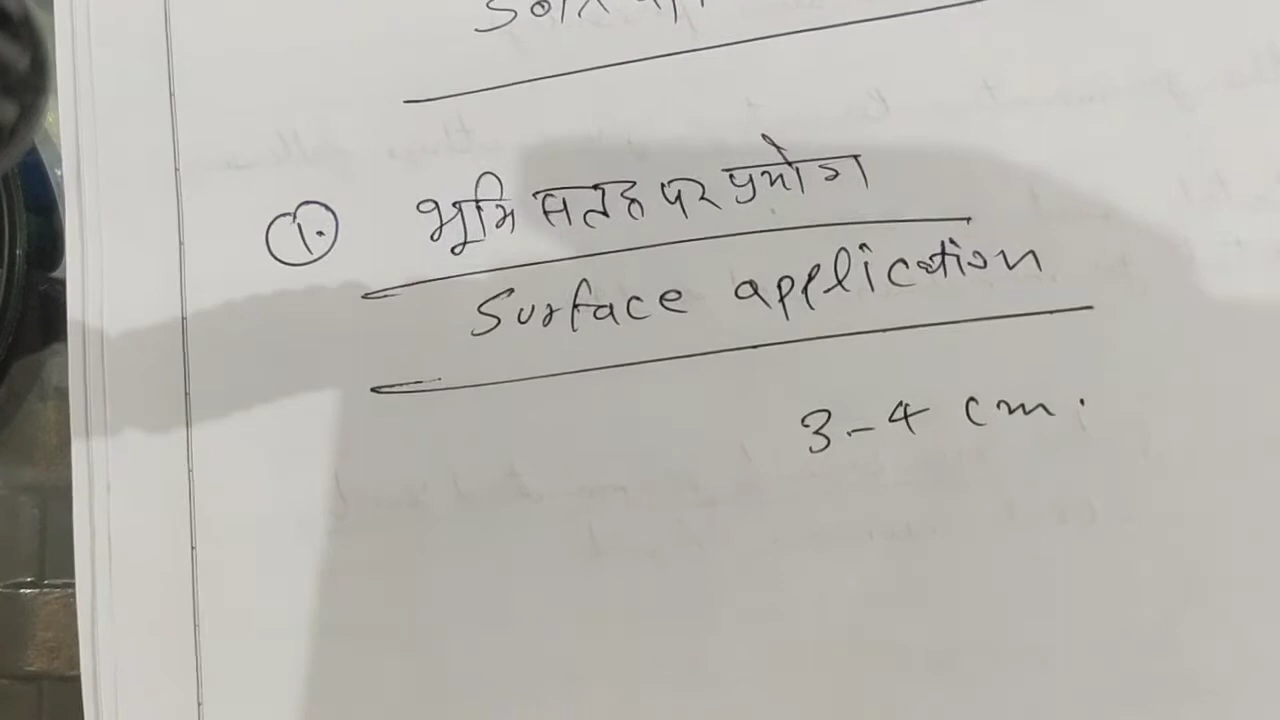 1. भूमि सतह पर प्रयोग
Surface application
3-4 cm.